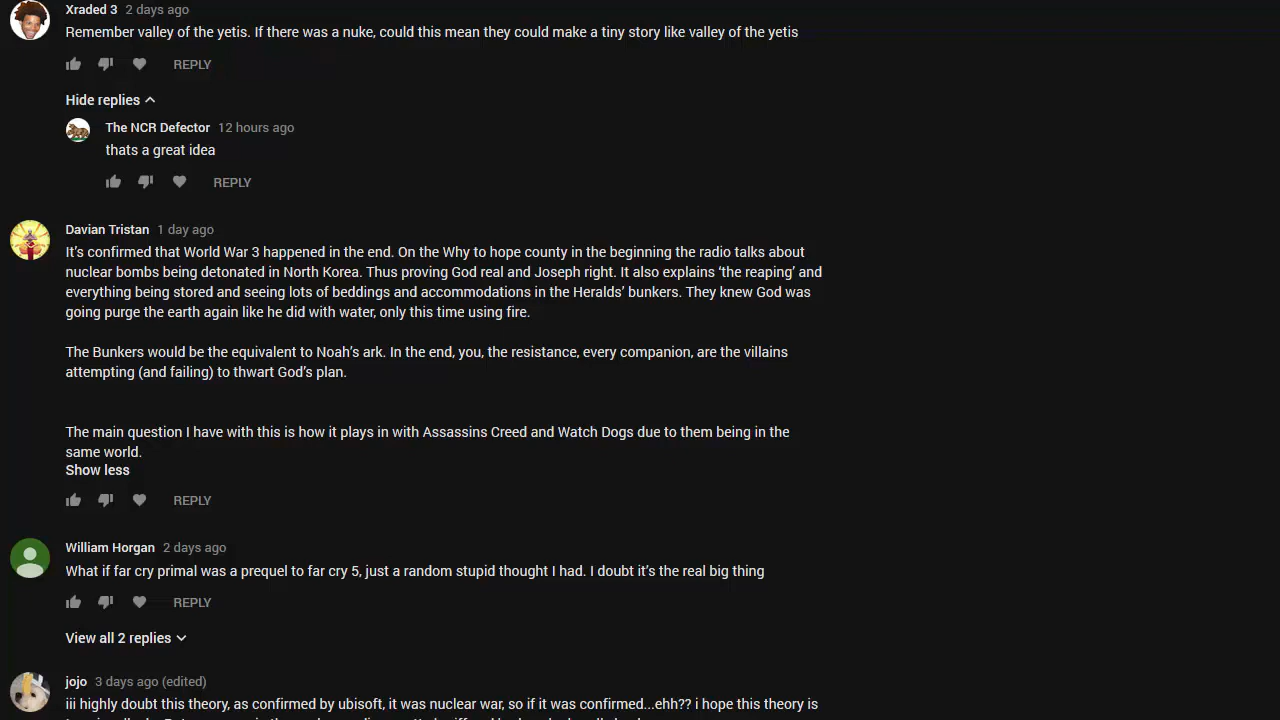 Xraded 3 2 days ago
Remember valley of the yetis. If there was a nuke, could this mean they could make a tiny story like valley of the yetis
REPLY
Hide replies
The NCR Defector 12 hours ago
thats a great idea
REPLY
Davian Tristan 1 day ago
It's confirmed that World War 3 happened in the end. On the Why to hope county in the beginning the radio talks about
nuclear bombs being detonated in North Korea. Thus proving God real and Joseph right. It also explains ‘the reaping’ and
everything being stored and seeing lots of beddings and accommodations in the Heralds’ bunkers. They knew God was
going purge the earth again like he did with water, only this time using fire.
The Bunkers would be the equivalent to Noah’s ark. In the end, you, the resistance, every companion, are the villains
attempting (and failing) to thwart God’s plan.
The main question I have with this is how it plays in with Assassins Creed and Watch Dogs due to them being in the
same world.
Show less
REPLY
William Horgan 2 days ago
What if far cry primal was a prequel to far cry 5, just a random stupid thought I had. I doubt it’s the real big thing
REPLY
View all 2 replies
jojo 3 days ago (edited)
iii highly doubt this theory, as confirmed by ubisoft, it was nuclear war, so if it was confirmed...ehh?? i hope this theory is